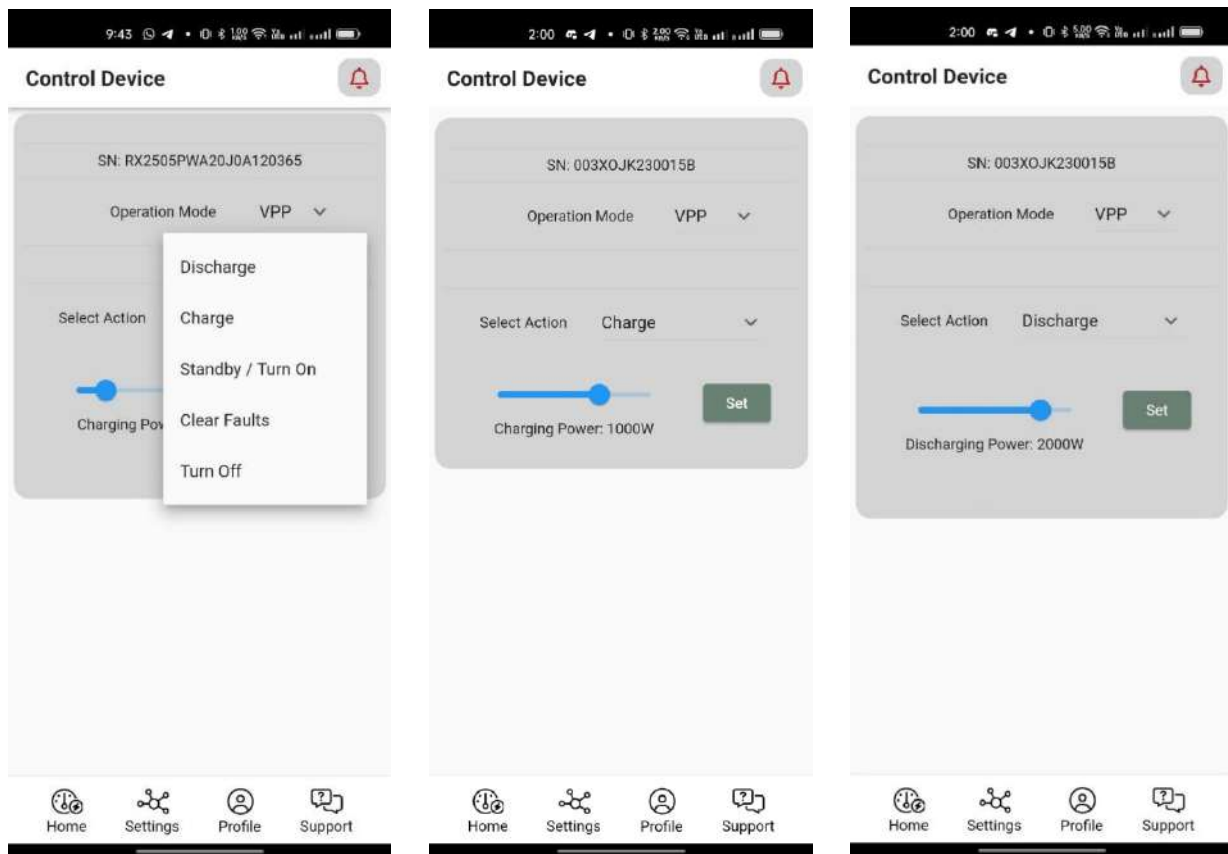 9:43
Control Device
SN: RX2505PWA20J0A120365
Operation Mode VPP
Discharge
Select Action
Charge
Standby / Turn On
Clear Faults
Charging Pow
Turn Off
Home Settings Profile Support
2:00
Control Device
SN: 003XOJK230015B
Operation Mode VPP
Select Action Charge
Set
Charging Power: 1000W
Home Settings Profile Support
2:00
Control Device
SN: 003XOJK230015B
Operation Mode VPP
Select Action Discharge
Set
Discharging Power: 2000W
Home Settings Profile Support